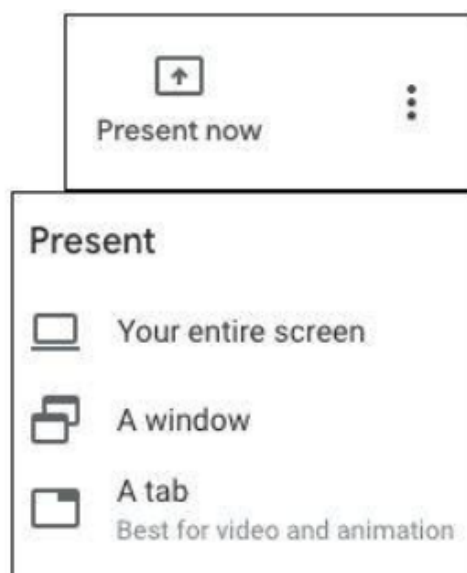 Present now
Present
Your entire screen
A window
A tab
Best for video and animation